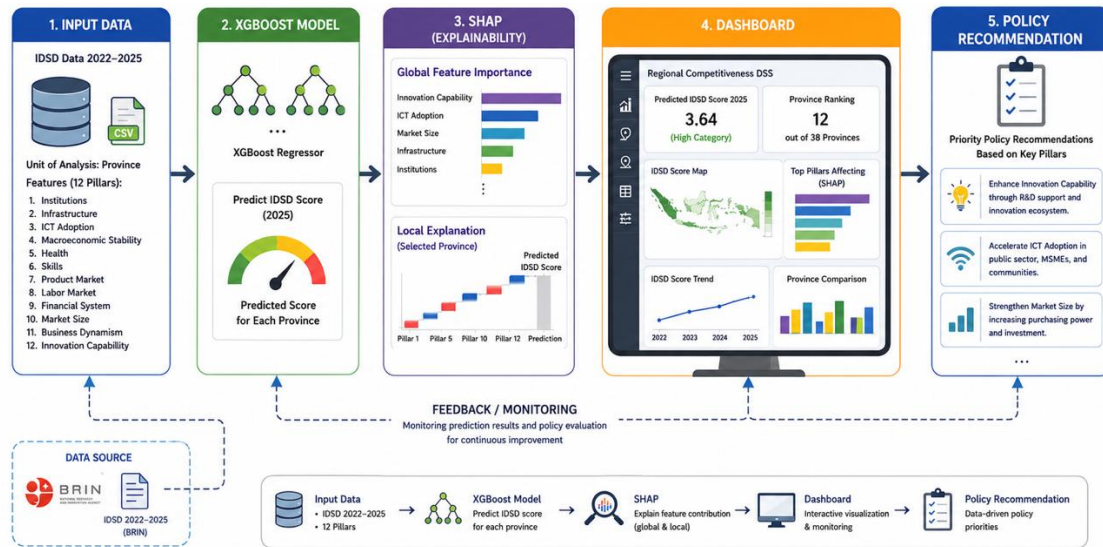 1. INPUT DATA
IDSD Data 2022–2025
CSV
Unit of Analysis: Province
Features (12 Pillars):
1. Institutions
2. Infrastructure
3. ICT Adoption
4. Macroeconomic Stability
5. Health
6. Skills
7. Product Market
8. Labor Market
9. Financial System
10. Market Size
11. Business Dynamism
12. Innovation Capability
2. XGBOOST MODEL
...
XGBoost Regressor
Predict IDSD Score
(2025)
Predicted Score
for Each Province
3. SHAP
(EXPLAINABILITY)
Global Feature Importance
Innovation Capability
ICT Adoption
Market Size
Infrastructure
Institutions
⋮
Local Explanation
(Selected Province)
Predicted
IDSD Score
Pillar 1 Pillar 5 Pillar 10 Pillar 12 Prediction
4. DASHBOARD
Regional Competitiveness DSS
Predicted IDSD Score 2025
3.64
(High Category)
Province Ranking
12
out of 38 Provinces
IDSD Score Map
Top Pillars Affecting
(SHAP)
IDSD Score Trend
2022 2023 2024 2025
Province Comparison
5. POLICY
RECOMMENDATION
Priority Policy Recommendations
Based on Key Pillars
Enhance Innovation Capability
through R&D support and
innovation ecosystem.
Accelerate ICT Adoption in
public sector, MSMEs, and
communities.
Strengthen Market Size by
increasing purchasing power
and investment.
...
FEEDBACK / MONITORING
Monitoring prediction results and policy evaluation
for continuous improvement
DATA SOURCE
BRIN
IDSD 2022–2025
(BRIN)
Input Data
• IDSD 2022–2025
• 12 Pillars
XGBoost Model
Predict IDSD score
for each province
SHAP
Explain feature contribution
(global & local)
Dashboard
Interactive visualization
& monitoring
Policy Recommendation
Data-driven policy
priorities